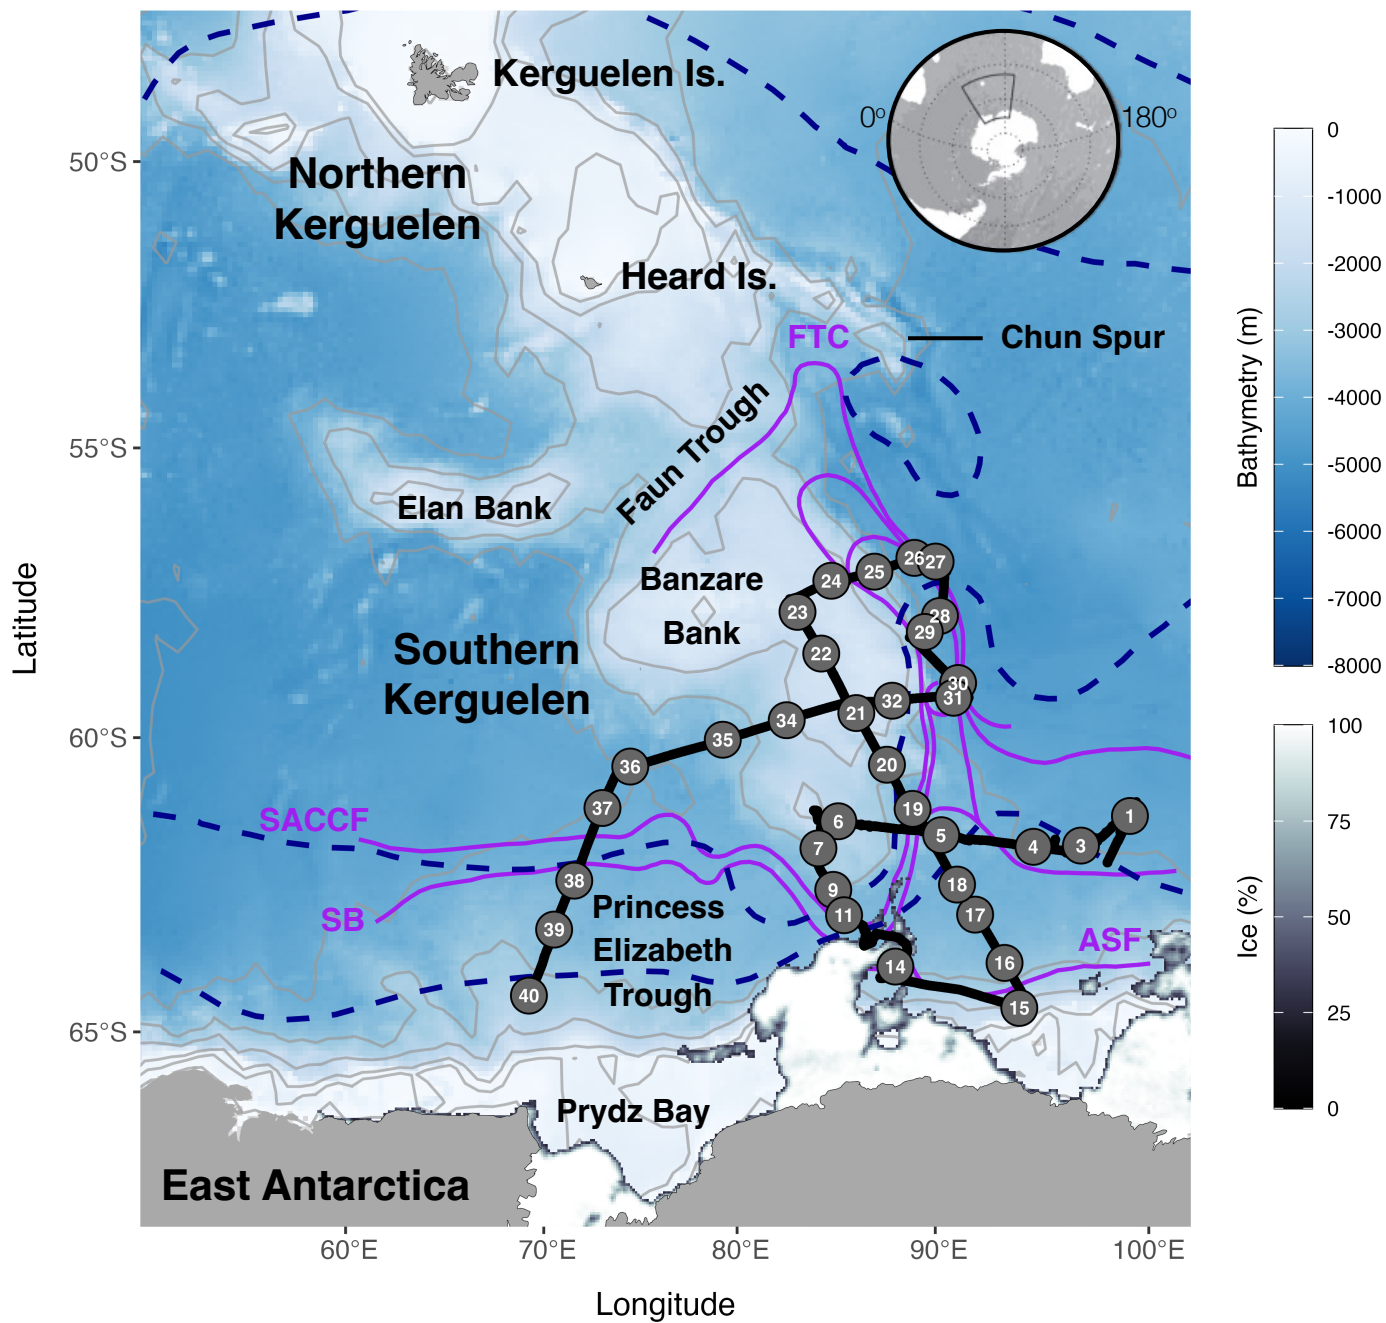 Kerguelen Is.
0°
180°
Northern
Kerguelen
Heard Is.
FTC
Chun Spur
Faun Trough
Elan Bank
Banzare
Bank
Southern
Kerguelen
26
27
25
24
23
28
29
22
30
31
32
21
34
35
36
20
37
19
SACCF
6
5
1
4
3
7
38
18
9
SB
Princess
11
17
39
Elizabeth
ASF
16
14
Trough
40
15
Prydz Bay
East Antarctica
50°S
55°S
60°S
65°S
Latitude
60°E
70°E
80°E
90°E
100°E
Longitude
Bathymetry (m)
0
-1000
-2000
-3000
-4000
-5000
-6000
-7000
-8000
Ice (%)
100
75
50
25
0